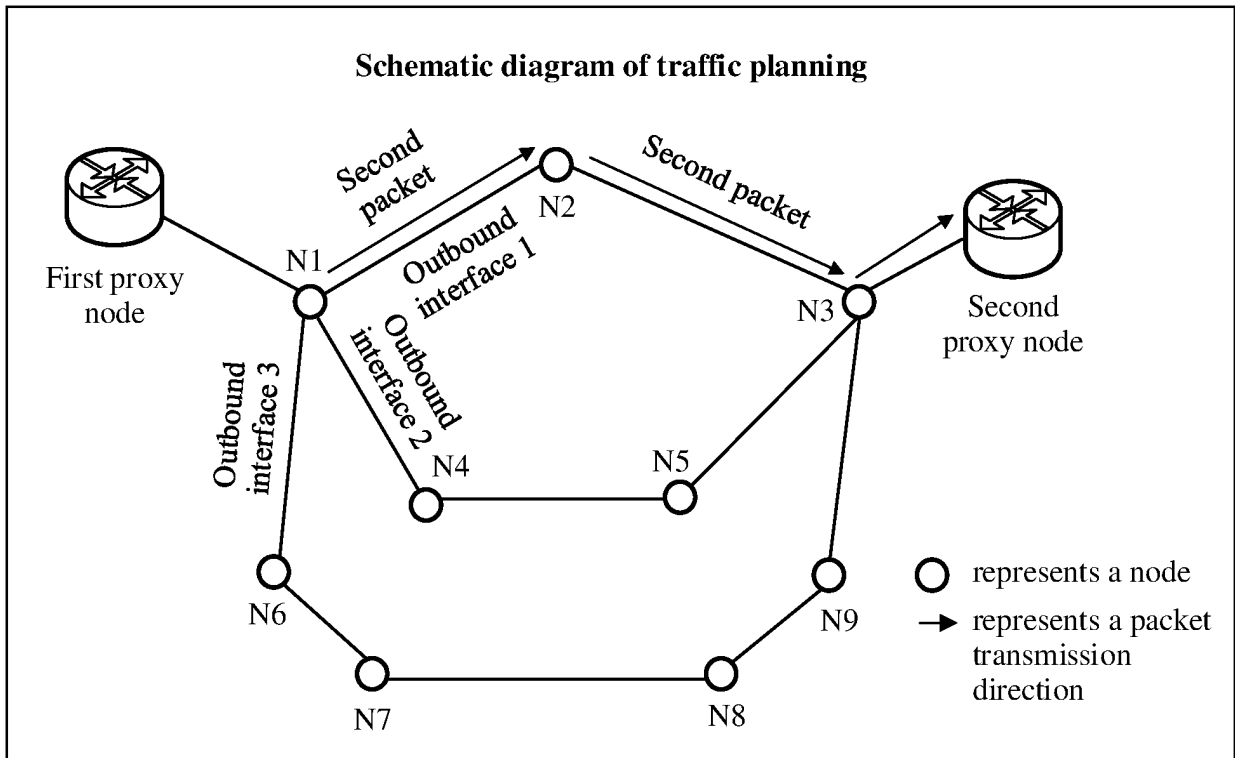 Schematic diagram of traffic planning
Second
packet
Second packet
N2
Outbound
interface 1
N1
First proxy
node
N3
Second
proxy node
Outbound
interface 2
Outbound
interface 3
N4
N5
N6
N9
N7
N8
represents a node
represents a packet
transmission
direction